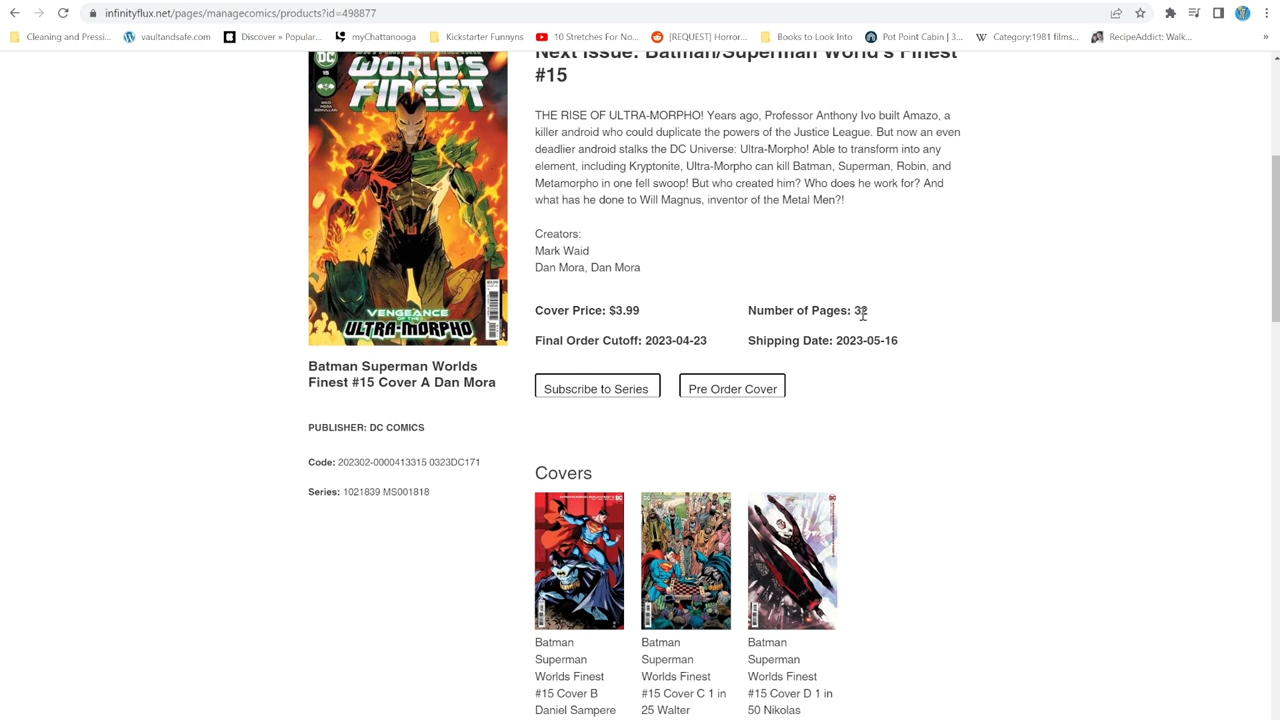 infinityflux.net/pages/managecomics/products?id=498877
Cleaning and Pressi...
vaultandsafe.com
Discover » Popular...
myChattanooga
Kickstarter Funnyns
10 Stretches For No...
[REQUEST] Horror...
Books to Look Into
Pot Point Cabin | 3...
Category:1981 films...
RecipeAddict: Walk...
»
Next Issue: Batman/Superman World's Finest
#15
THE RISE OF ULTRA-MORPHO! Years ago, Professor Anthony Ivo built Amazo, a
killer android who could duplicate the powers of the Justice League. But now an even
deadlier android stalks the DC Universe: Ultra-Morpho! Able to transform into any
element, including Kryptonite, Ultra-Morpho can kill Batman, Superman, Robin, and
Metamorpho in one fell swoop! But who created him? Who does he work for? And
what has he done to Will Magnus, inventor of the Metal Men?!
Creators:
Mark Waid
Dan Mora, Dan Mora
Cover Price: $3.99
Number of Pages: 32
Final Order Cutoff: 2023-04-23
Shipping Date: 2023-05-16
Subscribe to Series
Pre Order Cover
DC
15
WORLD'S
FINEST
WAID
MORA
VENGEANCE
OF THE
ULTRA-MORPHO
Batman Superman Worlds
Finest #15 Cover A Dan Mora
PUBLISHER: DC COMICS
Code: 202302-0000413315 0323DC171
Series: 1021839 MS001818
Covers
Batman
Superman
Worlds Finest
#15 Cover B
Daniel Sampere
Batman
Superman
Worlds Finest
#15 Cover C 1 in
25 Walter
Batman
Superman
Worlds Finest
#15 Cover D 1 in
50 Nikolas